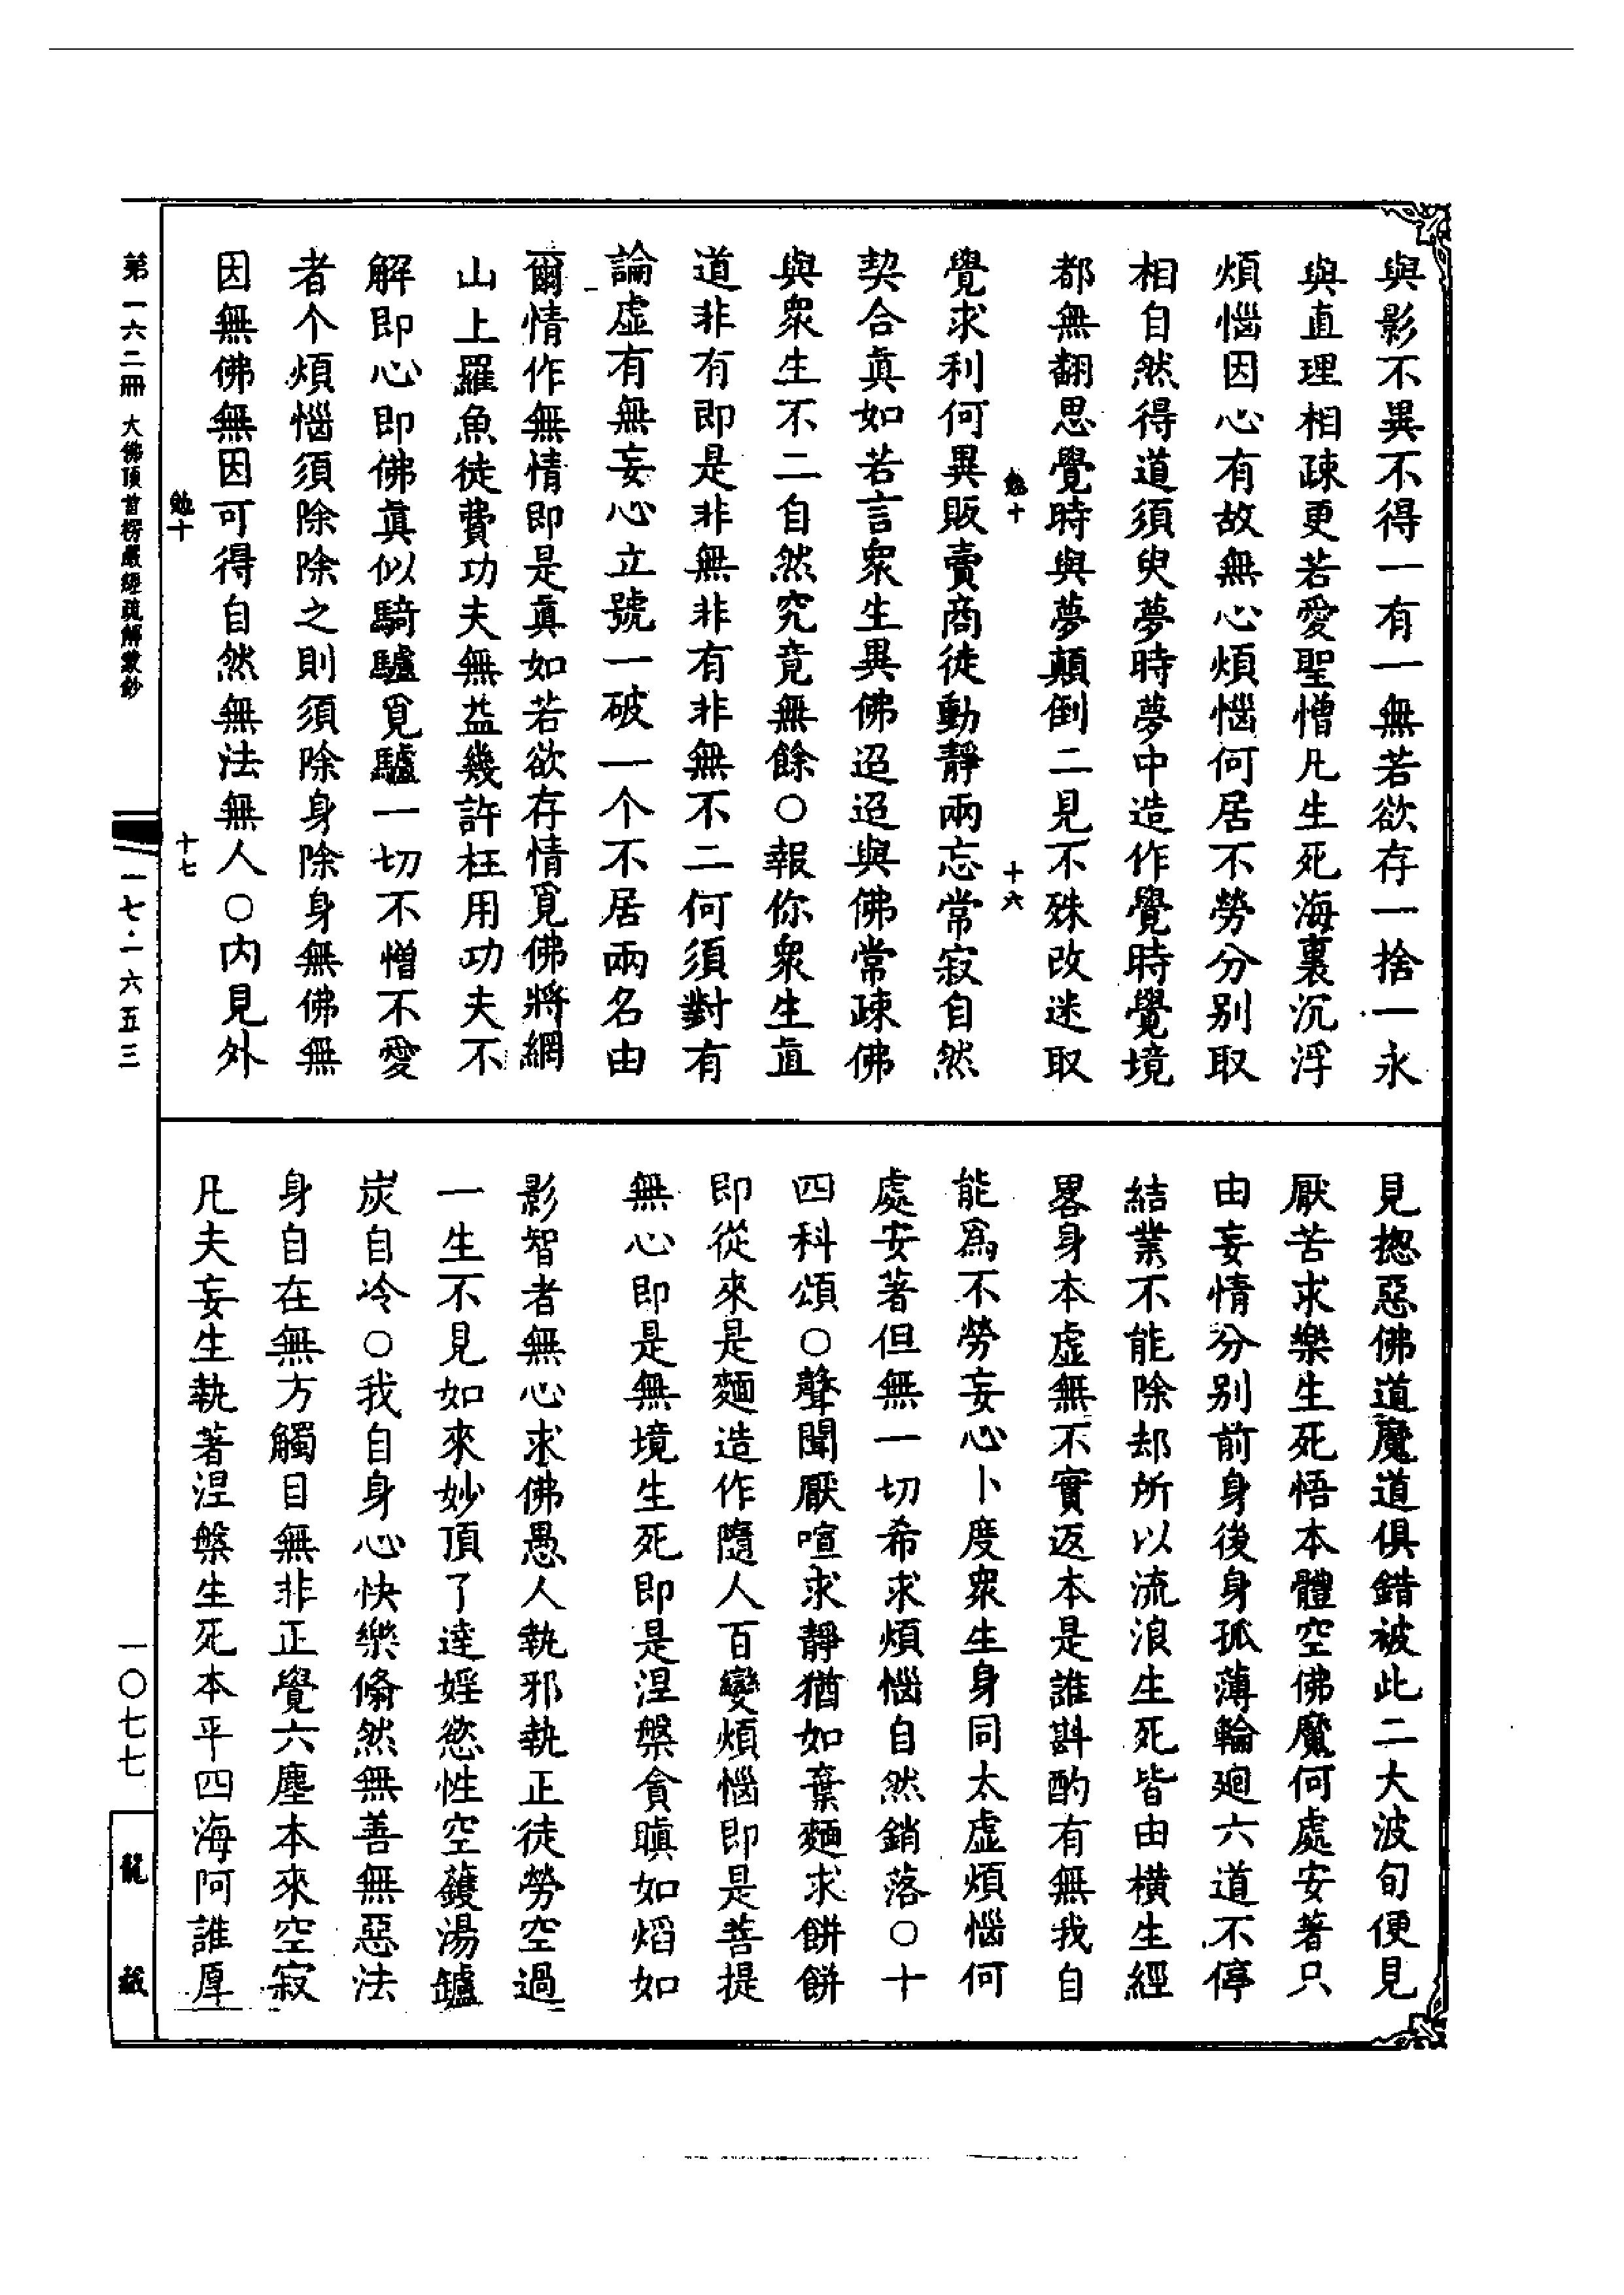 與影不異不得一有一無若欲存一捨一永
與直理相疎更若愛聖憎凡生死海裏沉浮
煩惱因心有故無心煩惱何居不勞分別取
相自然得道須臾夢時夢中造作覺時覺境
都無翻思覺時與夢顛倒二見不殊改迷取
勉十 十六
覺求利何異販賣商徒動靜兩忘常寂自然
契合眞如若言衆生異佛迢迢與佛常疎佛
與衆生不二自然究竟無餘○報你衆生直
道非有即是非無非有非無不二何須對有
論虛有無妄心立號一破一个不居兩名由
爾情作無情即是眞如若欲存情覓佛將網
山上羅魚徒費功夫無益幾許枉用功夫不
解即心即佛眞似騎驢覓驢一切不憎不愛
者个煩惱須除除之則須除身除身無佛無
因無佛無因可得自然無法無人○內見外
勉十 十七
見揔惡佛道魔道俱錯被此二大波旬便見
厭苦求樂生死悟本體空佛魔何處安著只
由妄情分別前身後身孤薄輪廻六道不停
結業不能除却所以流浪生死皆由橫生經
畧身本虛無不實返本是誰斟酌有無我自
能爲不勞妄心卜度衆生身同太虛煩惱何
處安著但無一切希求煩惱自然銷落○十
四科頌○聲聞厭喧求靜猶如棄麵求餅餅
即從來是麵造作隨人百變煩惱即是菩提
無心即是無境生死即是涅槃貪瞋如熖如
影智者無心求佛愚人執邪執正徒勞空過
一生不見如來妙頂了達婬慾性空鑊湯鑪
炭自冷○我自身心快樂翛然無善無惡法
身自在無方觸目無非正覺六塵本來空寂
凡夫妄生執著涅槃生死本平四海阿誰厚
第一六二冊 大佛頂首楞嚴經疏解蒙鈔
一七·一六五三
一〇七七
龍藏